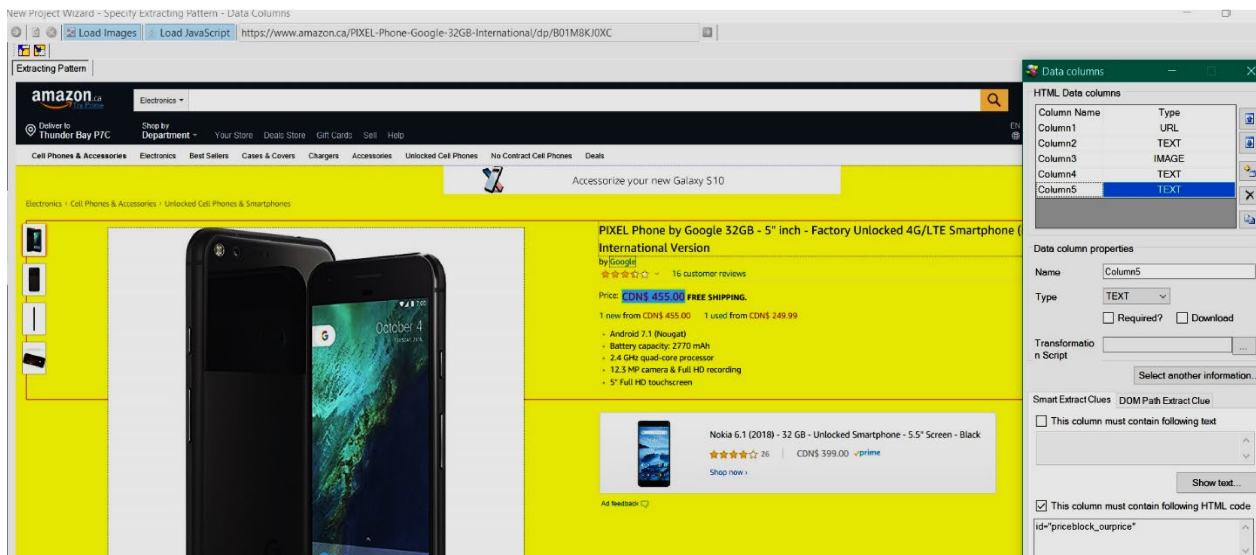 New Project Wizard - Specify Extracting Pattern - Data Columns
Load Images Load JavaScript https://www.amazon.ca/PIXEL-Phone-Google-32GB-International/dp/B01M8KJ0XC
Extracting Pattern
amazon.ca
Try Prime
Electronics
Deliver to
Thunder Bay P7C
Shop by
Department
Your Store Deals Store Gift Cards Sell Help
EN
Cell Phones & Accessories Electronics Best Sellers Cases & Covers Chargers Accessories Unlocked Cell Phones No Contract Cell Phones Deals
Accessorize your new Galaxy S10
Electronics › Cell Phones & Accessories › Unlocked Cell Phones & Smartphones
PIXEL Phone by Google 32GB - 5" inch - Factory Unlocked 4G/LTE Smartphone (
International Version
by Google
16 customer reviews
Price: CDN$ 455.00 FREE SHIPPING.
1 new from CDN$ 455.00 1 used from CDN$ 249.99
Android 7.1 (Nougat)
Battery capacity: 2770 mAh
2.4 GHz quad-core processor
12.3 MP camera & Full HD recording
5" Full HD touchscreen
7:00
G
October 4
Nokia 6.1 (2018) - 32 GB - Unlocked Smartphone - 5.5" Screen - Black
26 CDN$ 399.00 prime
Shop now ›
Ad feedback
Data columns
HTML Data columns
Column Name Type
Column1 URL
Column2 TEXT
Column3 IMAGE
Column4 TEXT
Column5 TEXT
Data column properties
Name Column5
Type TEXT
Required? Download
Transformatio
n Script
...
Select another information..
Smart Extract Clues DOM Path Extract Clue
This column must contain following text
Show text...
This column must contain following HTML code
id="priceblock_ourprice"